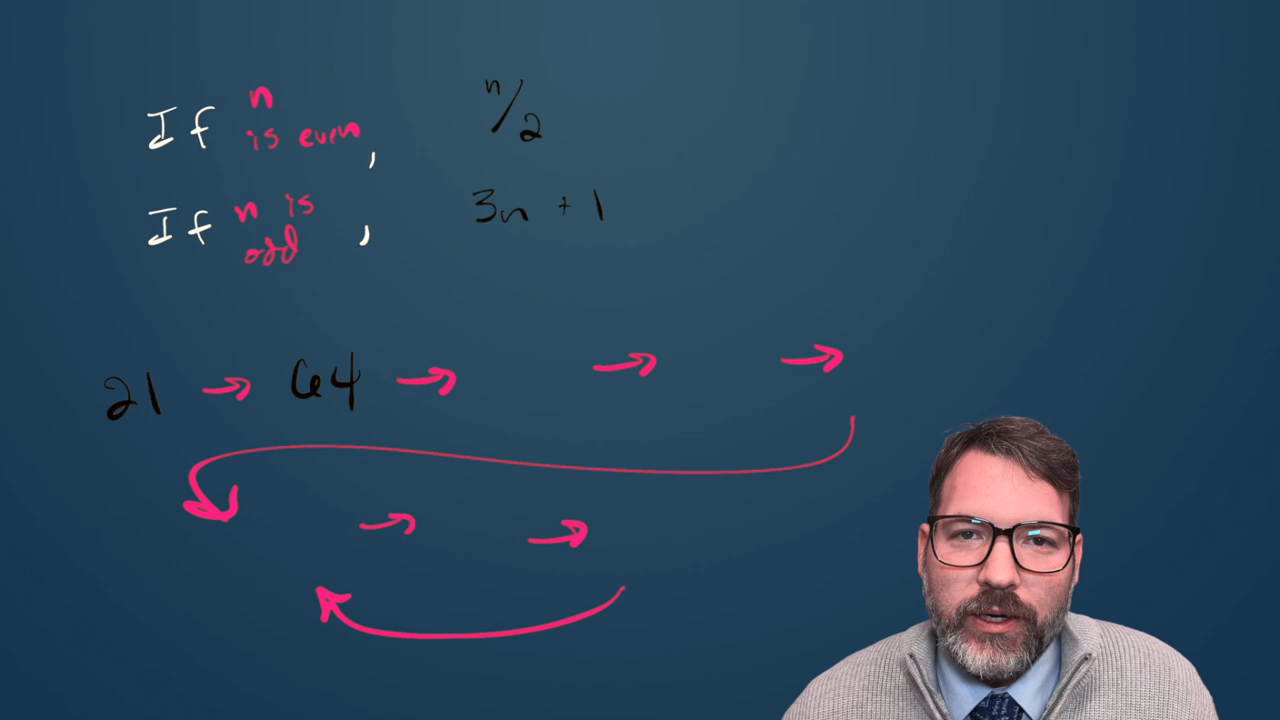 If n is even, n/2
If n is odd, 3n + 1
21 → 64 → → →
→ →